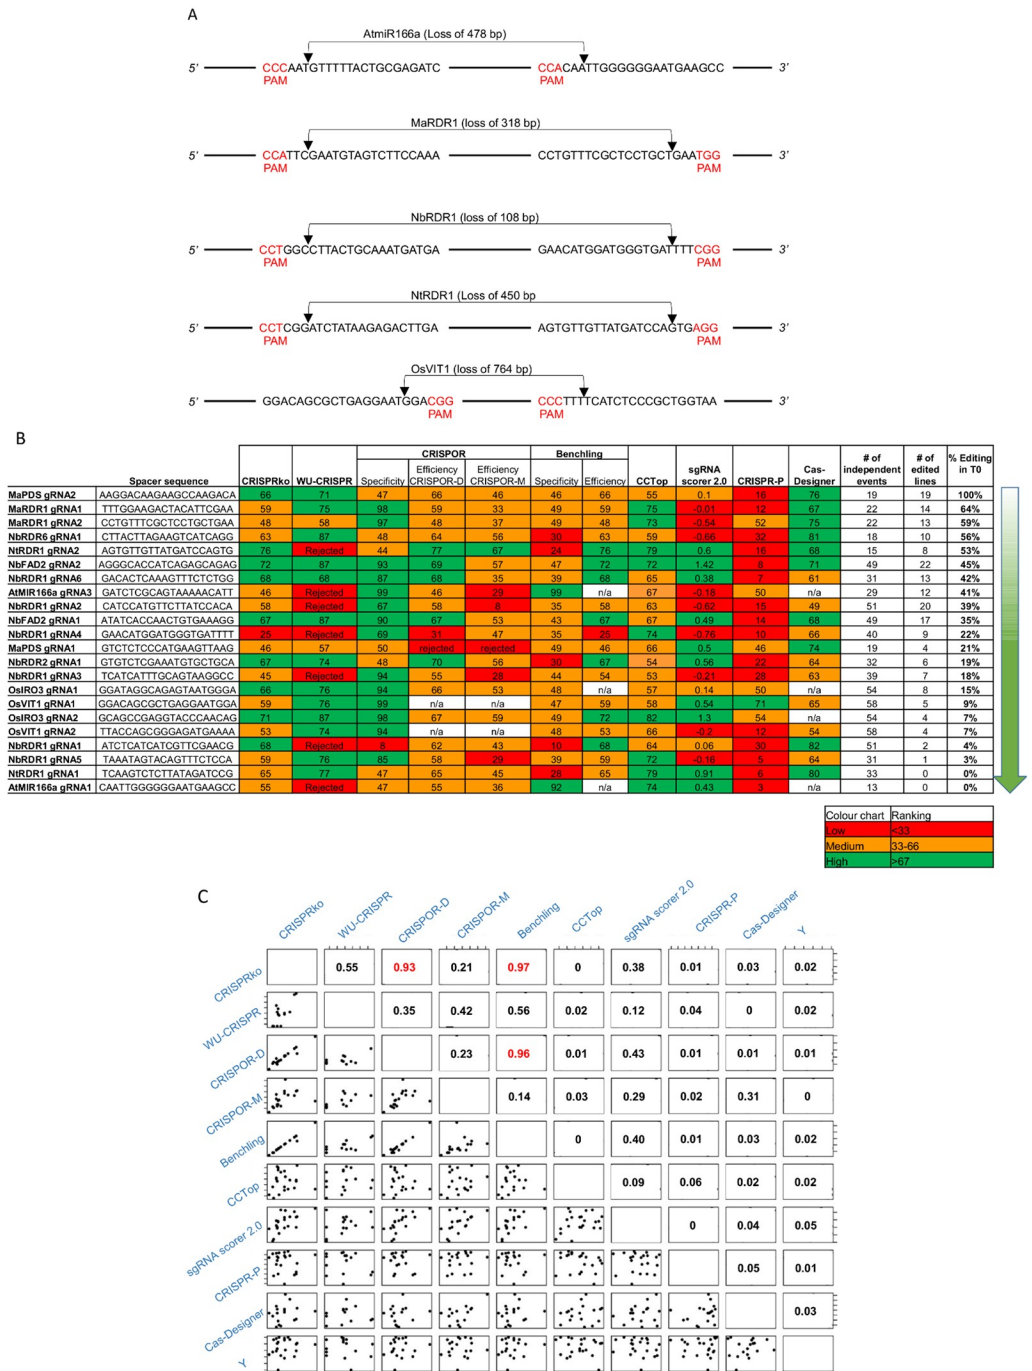 A
AtmiR166a (Loss of 478 bp)
5' CCCAATGTTTTTACTGCGAGATC CCACAATTGGGGGGAATGAAGCC 3'
PAM PAM
MaRDR1 (loss of 318 bp)
5' CCATTCGAATGTAGTCTTCCAAA CCTGTTTCGCTCCTGCTGAATGG 3'
PAM PAM
NbRDR1 (loss of 108 bp)
5' CCTGGCCTTACTGCAAATGATGA GAACATGGATGGGTGATTTTCGG 3'
PAM PAM
NtRDR1 (Loss of 450 bp
5' CCTCGGATCTATAAGAGACTTGA AGTGTTGTTATGATCCAGTGAGG 3'
PAM PAM
OsVIT1 (loss of 764 bp)
5' GGACAGCGCTGAGGAATGGACGG CCCTTTTCATCTCCCGCTGGTAA 3'
PAM PAM
B
CRISPOR Benchling # of # of % Editing
Spacer sequence CRISPRko WU-CRISPR Specificity Efficiency CRISPOR-D Efficiency CRISPOR-M Specificity Efficiency CCTop sgRNA scorer 2.0 CRISPR-P Cas-Designer independent events edited lines in T0
MaPDS gRNA2 AAGGACAAGAAGCCAAGACA 66 71 47 66 46 46 66 55 0.1 16 76 19 19 100%
MaRDR1 gRNA1 TTTGGAAGACTACATTCGAA 59 75 98 59 33 49 59 75 -0.01 12 67 22 14 64%
MaRDR1 gRNA2 CCTGTTTCGCTCCTGCTGAA 48 58 97 48 37 49 48 73 -0.54 52 75 22 13 59%
NbRDR6 gRNA1 CTTACTTAGAAGTCATCAGG 63 87 48 64 56 30 63 59 -0.66 32 81 18 10 56%
NtRDR1 gRNA2 AGTGTTGTTATGATCCAGTG 76 Rejected 44 77 67 24 76 79 0.6 16 68 15 8 53%
NbFAD2 gRNA2 AGGGCACCATCAGAGCAGAG 72 87 93 69 57 47 72 72 1.42 8 71 49 22 45%
NbRDR1 gRNA6 GACACTCAAAGTTTCTCTGG 68 68 87 68 35 39 68 65 0.38 7 61 31 13 42%
AtMIR166a gRNA3 GATCTCGCAGTAAAAACATT 46 Rejected 99 46 29 99 n/a 67 -0.18 50 n/a 29 12 41%
NbRDR1 gRNA2 CATCCATGTTCTTATCCACA 58 Rejected 67 58 8 35 58 63 -0.62 15 49 51 20 39%
NbFAD2 gRNA1 ATATCACCAACTGTGAAAGG 67 87 90 67 53 43 67 67 0.49 14 68 49 17 35%
NbRDR1 gRNA4 GAACATGGATGGGTGATTTT 25 Rejected 69 31 47 35 25 74 -0.76 10 66 40 9 22%
MaPDS gRNA1 GTCTCTCCCATGAAGTTAAG 46 57 50 rejected rejected 49 46 66 0.5 46 74 19 4 21%
NbRDR2 gRNA1 GTGTCTCGAAATGTGCTGCA 67 74 48 70 56 30 67 54 0.56 22 64 32 6 19%
NbRDR1 gRNA3 TCATCATTTGCAGTAAGGCC 45 Rejected 94 55 28 44 54 53 -0.21 28 63 39 7 18%
OsIRO3 gRNA1 GGATAGGCAGAGTAATGGGA 66 76 94 66 53 48 n/a 57 0.14 50 n/a 54 8 15%
OsVIT1 gRNA1 GGACAGCGCTGAGGAATGGA 59 76 99 n/a n/a 47 59 58 0.54 71 65 58 5 9%
OsIRO3 gRNA2 GCAGCCGAGGTACCCAACAG 71 87 98 67 59 49 72 82 1.3 54 n/a 54 4 7%
OsVIT1 gRNA2 TTACCAGCGGGAGATGAAAA 53 74 94 n/a n/a 48 53 66 -0.2 12 54 58 4 7%
NbRDR1 gRNA1 ATCTCATCATCGTTCGAACG 68 Rejected 8 62 43 10 68 64 0.06 30 82 51 2 4%
NbRDR1 gRNA5 TAAATAGTACAGTTTCTCCA 59 76 85 58 29 39 59 72 -0.16 5 64 31 1 3%
NtRDR1 gRNA1 TCAAGTCTCTTATAGATCCG 65 77 47 65 45 28 65 79 0.91 6 80 33 0 0%
AtMIR166a gRNA1 CAATTGGGGGGAATGAAGCC 55 Rejected 47 55 36 92 n/a 74 0.43 3 n/a 13 0 0%
Colour chart Ranking
Low <33
Medium 33-66
High >67
C
CRISPRko WU-CRISPR CRISPOR-D CRISPOR-M Benchling CCTop sgRNA scorer 2.0 CRISPR-P Cas-Designer Y
CRISPRko 0.55 0.93 0.21 0.97 0 0.38 0.01 0.03 0.02
WU-CRISPR 0.35 0.42 0.56 0.02 0.12 0.04 0 0.02
CRISPOR-D 0.23 0.96 0.01 0.43 0.01 0.01 0.01
CRISPOR-M 0.14 0.03 0.29 0.02 0.31 0
Benchling 0 0.40 0.01 0.03 0.02
CCTop 0.09 0.06 0.02 0.02
sgRNA scorer 2.0 0 0.04 0.05
CRISPR-P 0.05 0.01
Cas-Designer 0.03
Y